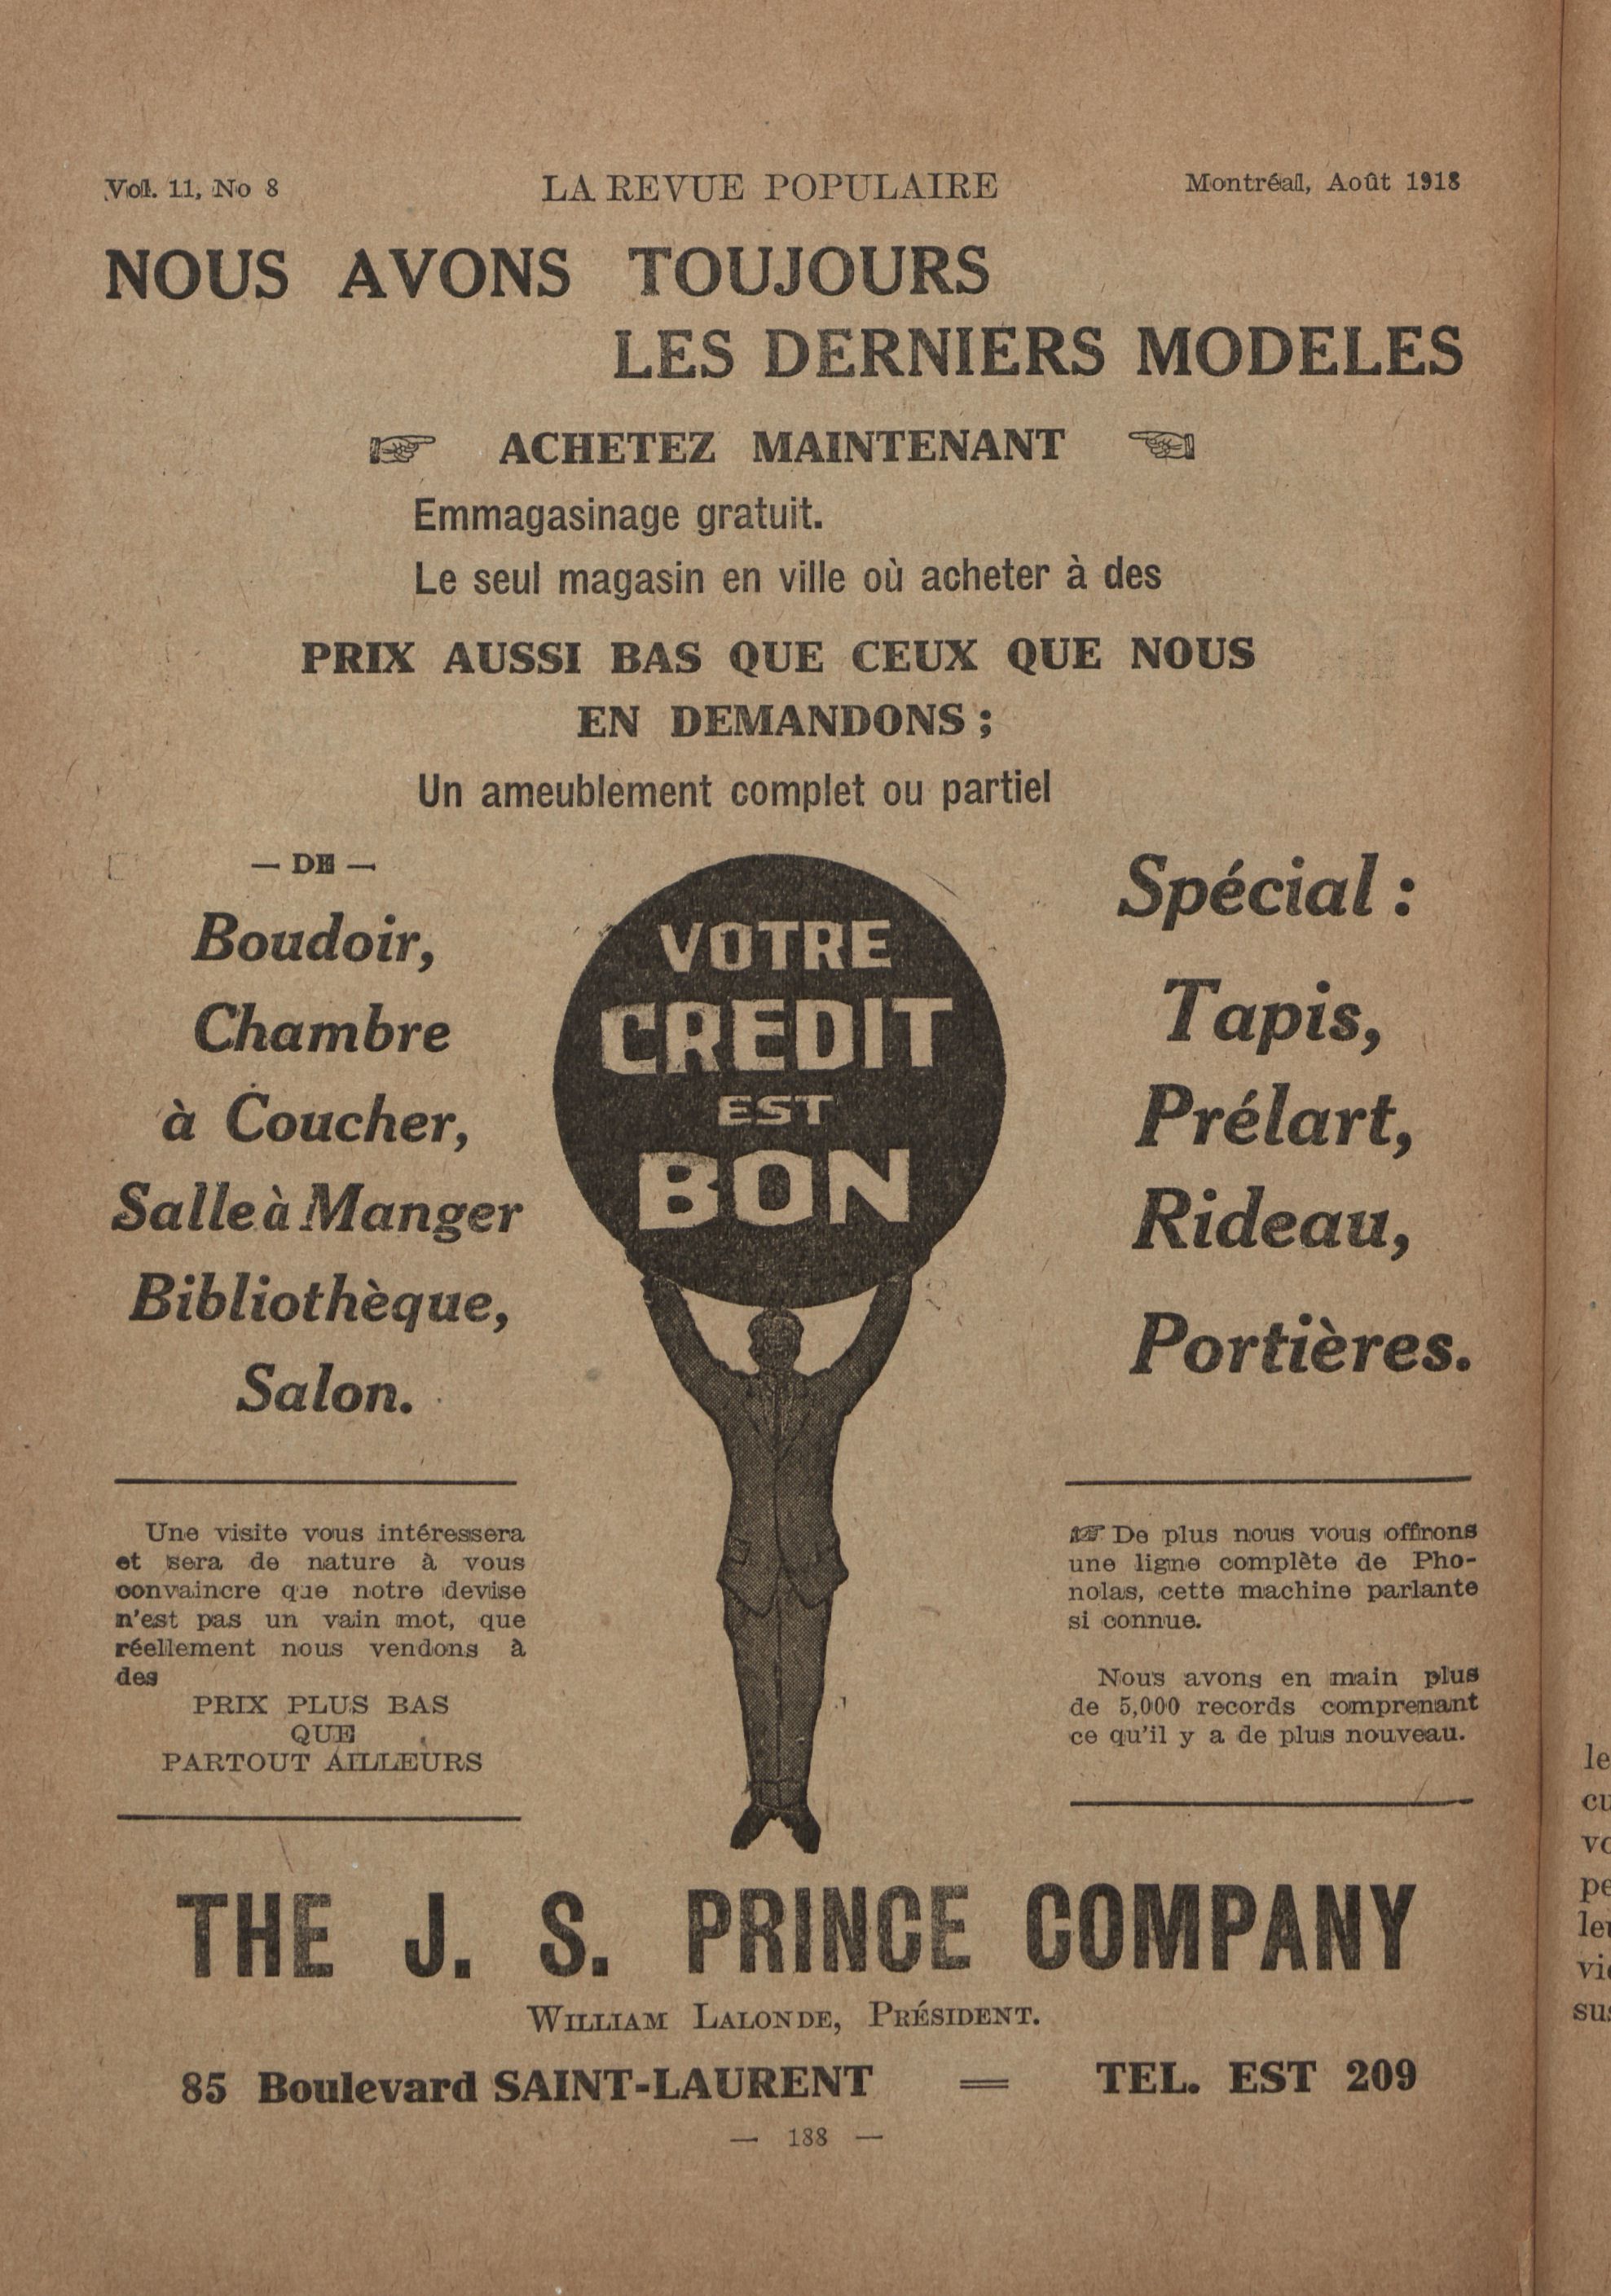 Vol. 11, No 8
LA REVUE POPULAIRE
Montréal, Août 1918
NOUS AVONS TOUJOURS
LES DERNIERS MODELES
ACHETEZ MAINTENANT
Emmagasinage gratuit.
Le seul magasin en ville où acheter à des
PRIX AUSSI BAS QUE CEUX QUE NOUS
EN DEMANDONS ;
Un ameublement complet ou partiel
— DE —
Boudoir,
Chambre
à Coucher,
Salle à Manger
Bibliothèque,
Salon.
VOTRE
CREDIT
EST
BON
Spécial :
Tapis,
Prélart,
Rideau,
Portières.
Une visite vous intéressera
et sera de nature à vous
convaincre que notre devise
n'est pas un vain mot, que
réellement nous vendons à
des
PRIX PLUS BAS
QUE
PARTOUT AILLEURS
De plus nous vous offrons
une ligne complète de Pho-
nolas, cette machine parlante
si connue.
Nous avons en main plus
de 5,000 records comprenant
ce qu'il y a de plus nouveau.
THE J. S. PRINCE COMPANY
William Lalonde, Président.
85 Boulevard SAINT-LAURENT = TEL. EST 209
— 188 —